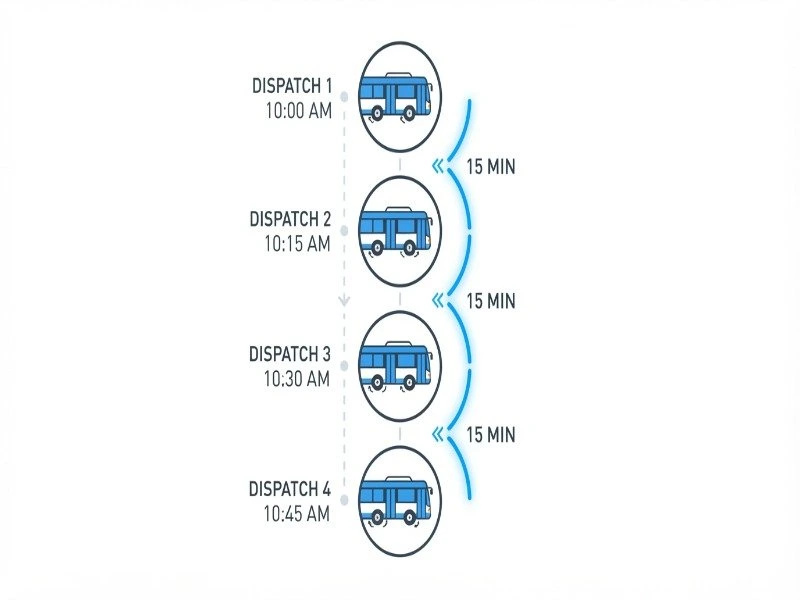 DISPATCH 1
10:00 AM
15 MIN
DISPATCH 2
10:15 AM
15 MIN
DISPATCH 3
10:30 AM
15 MIN
DISPATCH 4
10:45 AM